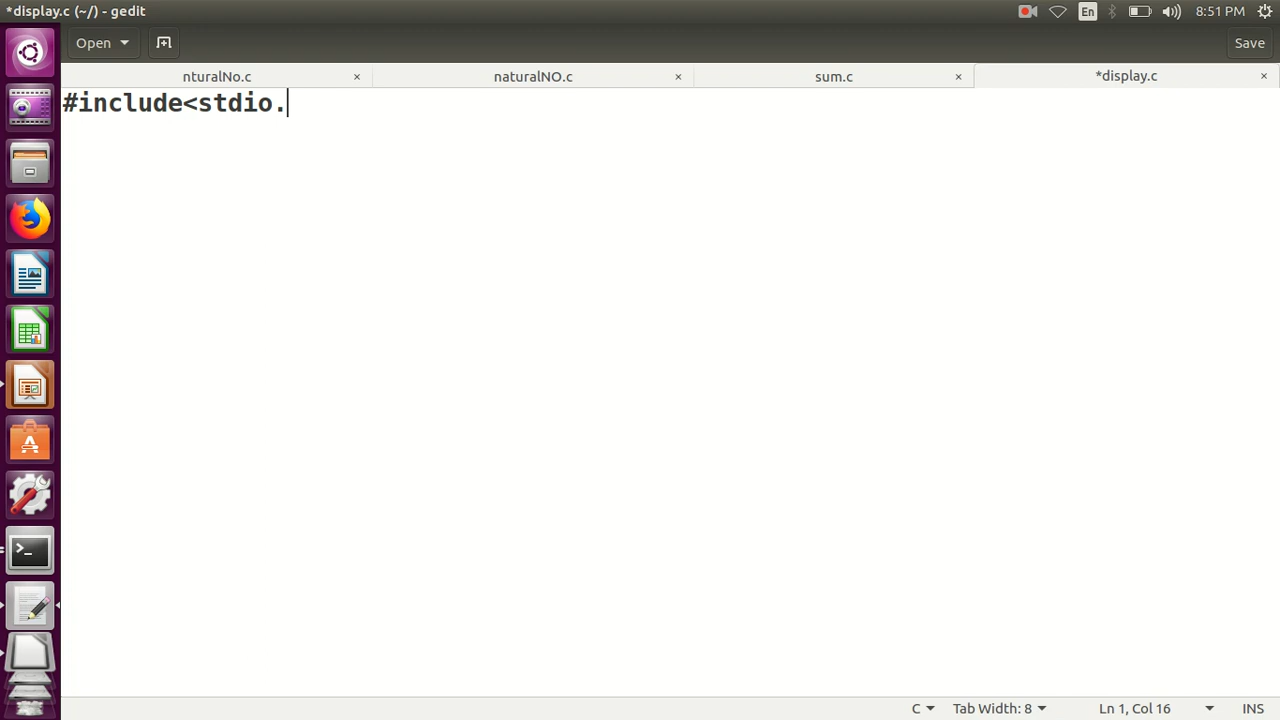 *display.c (~/) - gedit
En
8:51 PM
Open
Save
nturalNo.c ×
naturalNO.c ×
sum.c ×
*display.c ×
#include<stdio.
C
Tab Width: 8
Ln 1, Col 16
INS